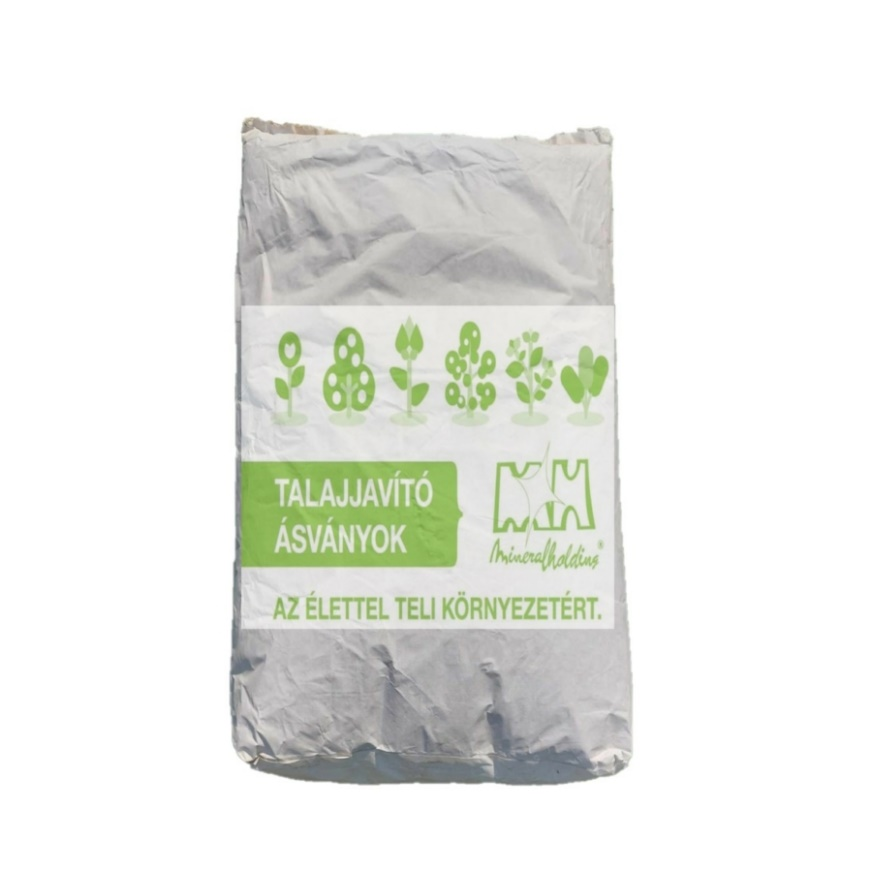 TALAJJAVÍTÓ
ÁSVÁNYOK
Mineralholding®
AZ ÉLETTEL TELI KÖRNYEZETÉRT.